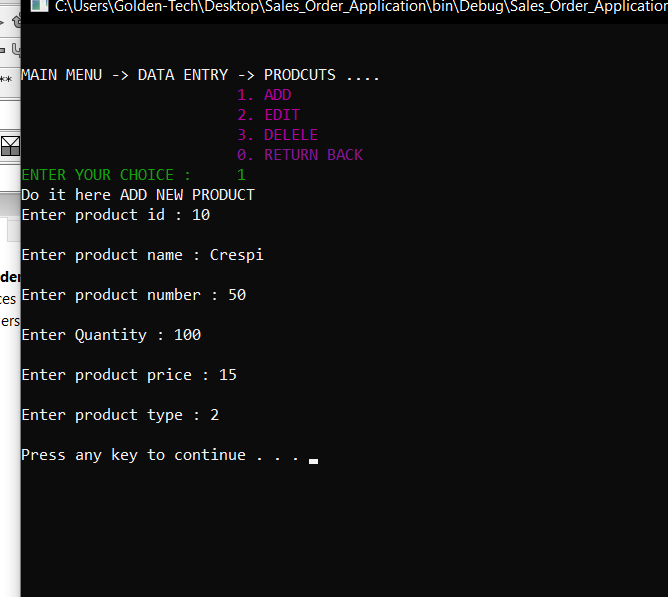 C:\Users\Golden-Tech\Desktop\Sales_Order_Application\bin\Debug\Sales_Order_Application
MAIN MENU -> DATA ENTRY -> PRODCUTS ....
1. ADD
2. EDIT
3. DELELE
0. RETURN BACK
ENTER YOUR CHOICE : 1
Do it here ADD NEW PRODUCT
Enter product id : 10
Enter product name : Crespi
Enter product number : 50
Enter Quantity : 100
Enter product price : 15
Enter product type : 2
Press any key to continue . . .